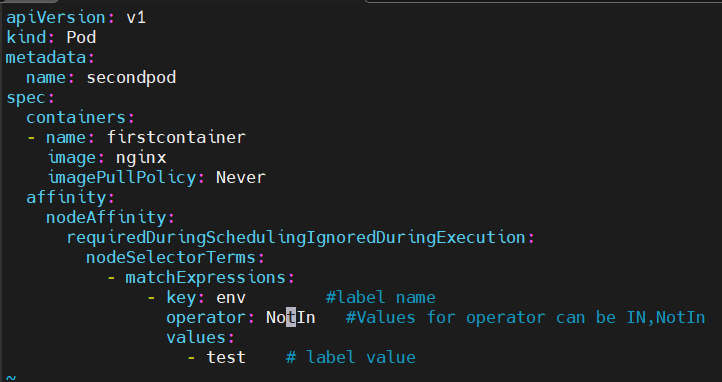 apiVersion: v1
kind: Pod
metadata:
  name: secondpod
spec:
  containers:
  - name: firstcontainer
    image: nginx
    imagePullPolicy: Never
  affinity:
    nodeAffinity:
      requiredDuringSchedulingIgnoredDuringExecution:
        nodeSelectorTerms:
          - matchExpressions:
              - key: env        #label name
                operator: NotIn   #Values for operator can be IN,NotIn
                values:
                  - test    # label value
~